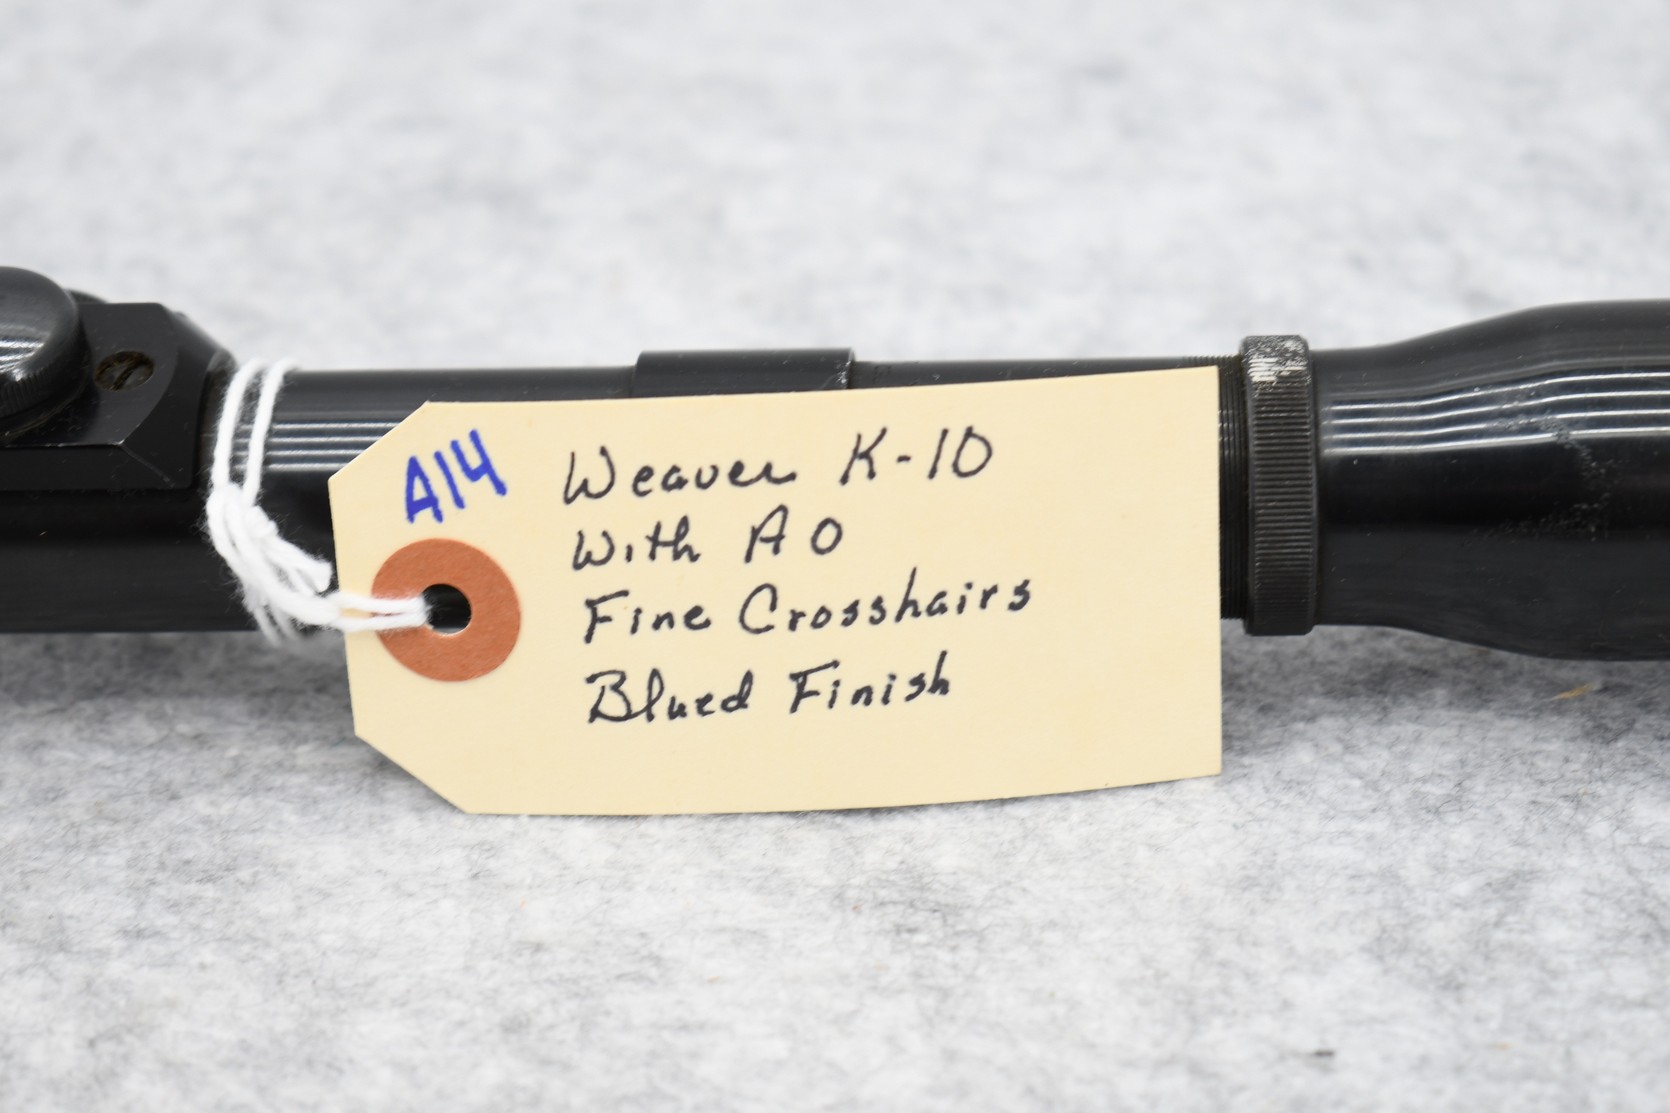 A14
Weaver K-10
With AO
Fine Crosshairs
Blued Finish